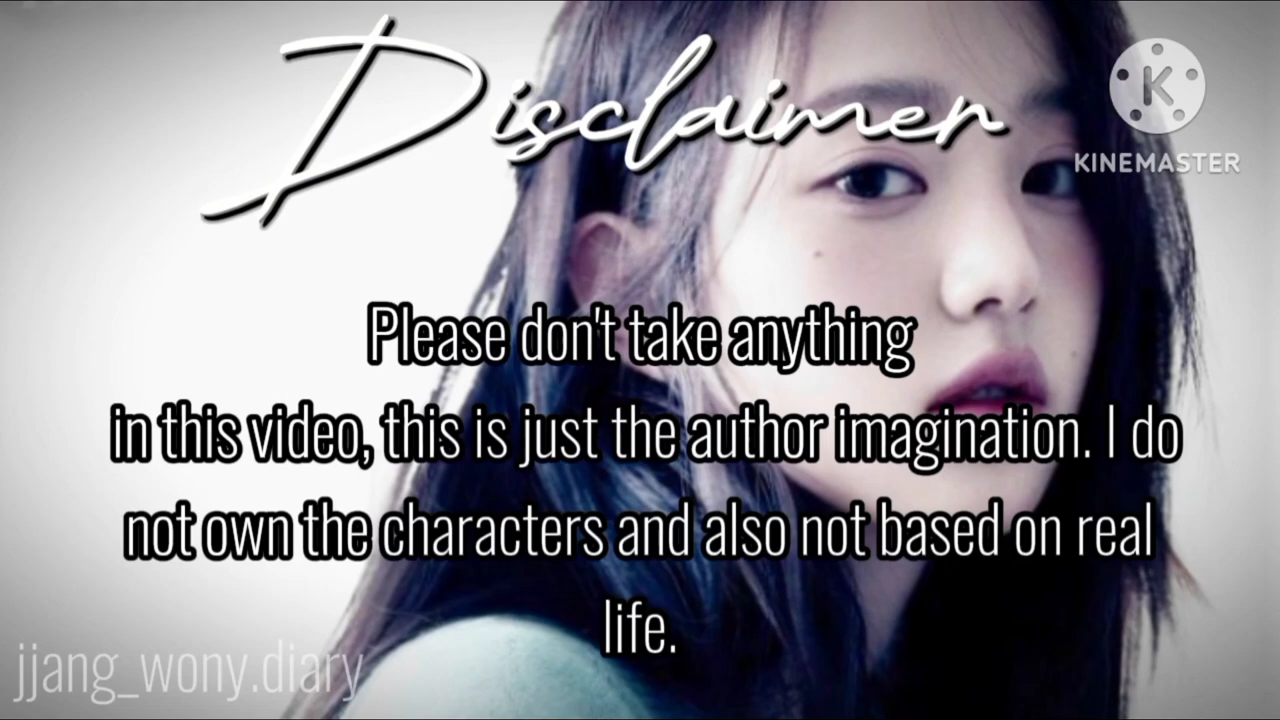 Disclaimer
KINEMASTER
Please don't take anything
in this video, this is just the author imagination. I do
not own the characters and also not based on real
life.
jjang_wony.diary